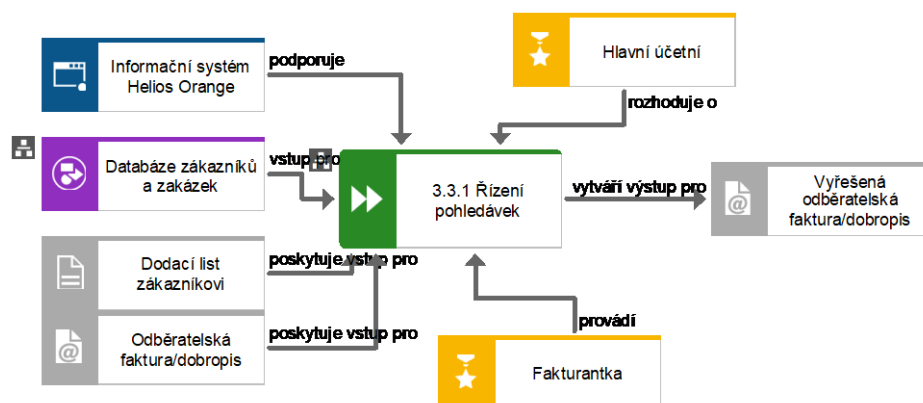 Informační systém
Helios Orange
podporuje
Hlavní účetní
rozhoduje o
Databáze zákazníků
a zakázek
vstup pro
3.3.1 Řízení
pohledávek
vytváří výstup pro
Vyřešená
odběratelská
faktura/dobropis
Dodací list
zákazníkovi
poskytuje vstup pro
Odběratelská
faktura/dobropis
poskytuje vstup pro
provádí
Fakturantka